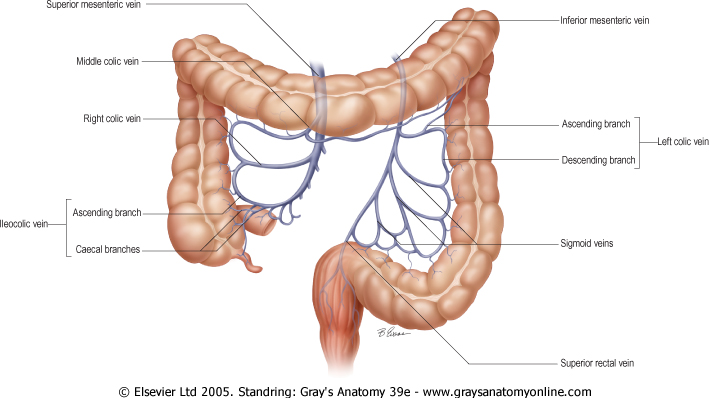 Superior mesenteric vein
Inferior mesenteric vein
Middle colic vein
Right colic vein
Ascending branch
Left colic vein
Descending branch
Ascending branch
Ileocolic vein
Caecal branches
Sigmoid veins
Superior rectal vein
© Elsevier Ltd 2005. Standring: Gray's Anatomy 39e - www.graysanatomyonline.com